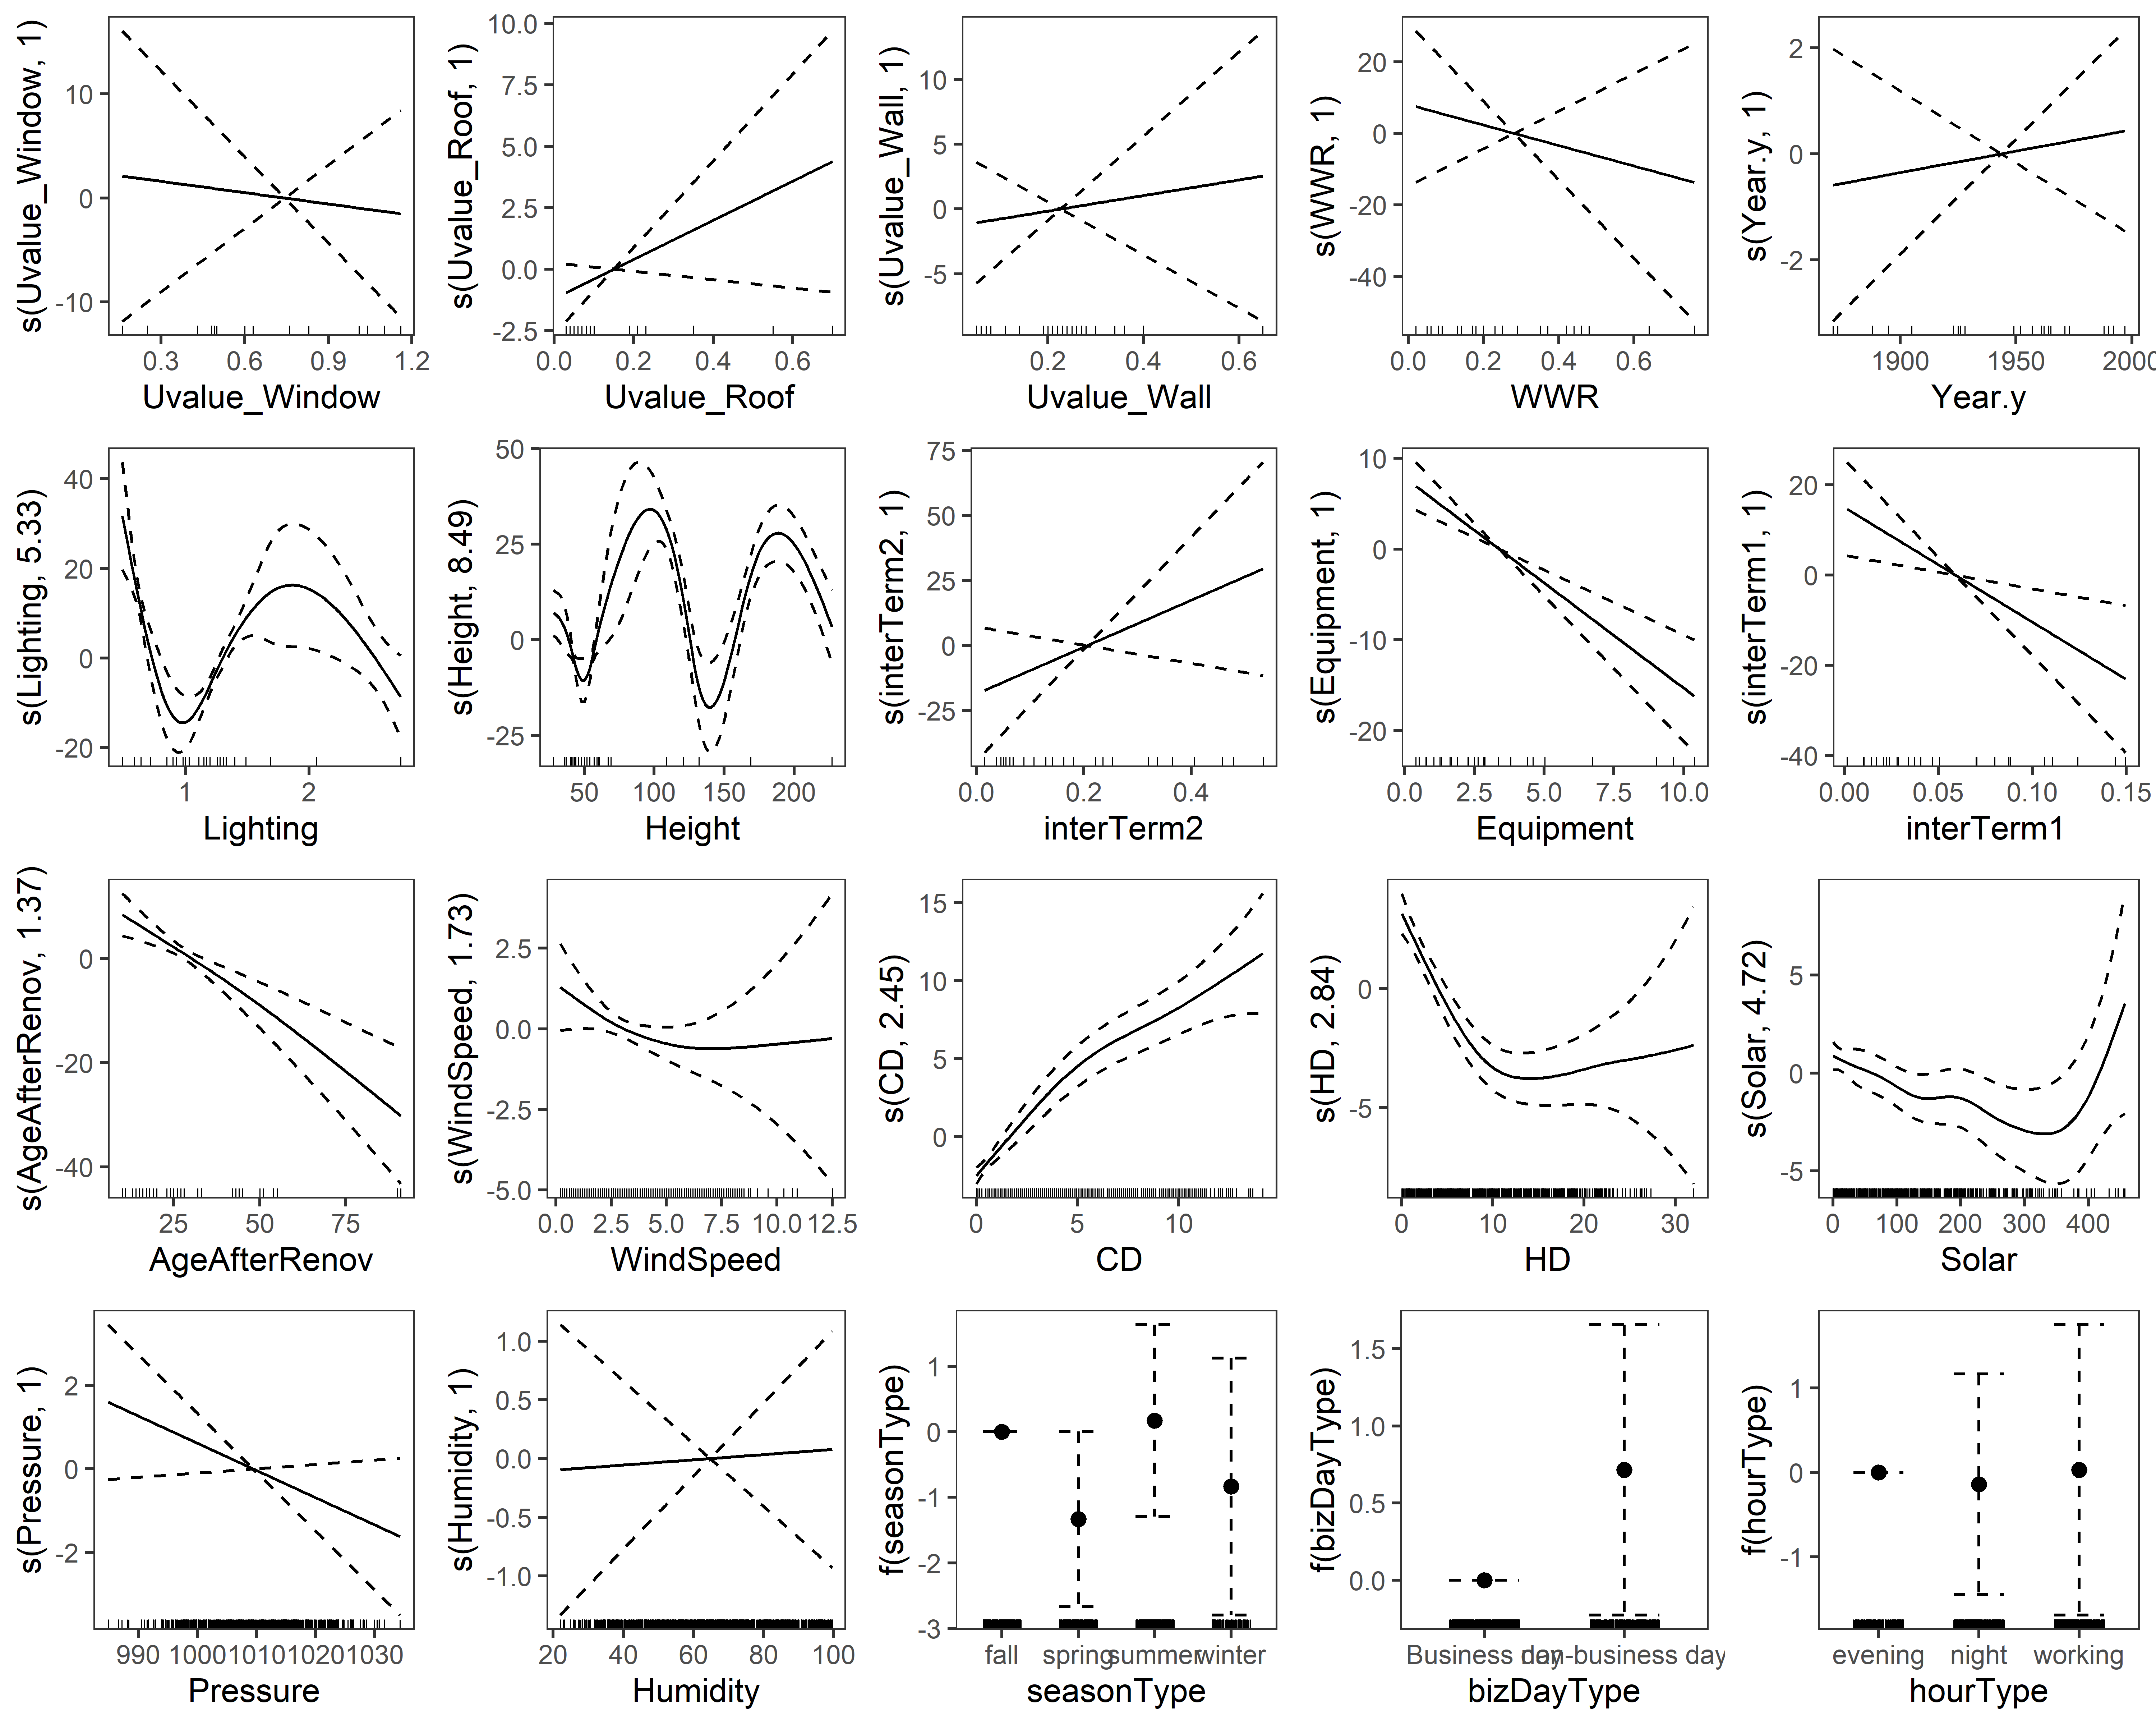 s(Uvalue_Window, 1)
10
0
-10
0.3 0.6 0.9 1.2
Uvalue_Window
s(Uvalue_Roof, 1)
10.0
7.5
5.0
2.5
0.0
-2.5
0.0 0.2 0.4 0.6
Uvalue_Roof
s(Uvalue_Wall, 1)
10
5
0
-5
0.2 0.4 0.6
Uvalue_Wall
s(WWR, 1)
20
0
-20
-40
0.0 0.2 0.4 0.6
WWR
s(Year.y, 1)
2
0
-2
1900 1950 2000
Year.y
s(Lighting, 5.33)
40
20
0
-20
1 2
Lighting
s(Height, 8.49)
50
25
0
-25
50 100 150 200
Height
s(interTerm2, 1)
75
50
25
0
-25
0.0 0.2 0.4
interTerm2
s(Equipment, 1)
10
0
-10
-20
0.0 2.5 5.0 7.5 10.0
Equipment
s(interTerm1, 1)
20
0
-20
-40
0.00 0.05 0.10 0.15
interTerm1
s(AgeAfterRenov, 1.37)
0
-20
-40
25 50 75
AgeAfterRenov
s(WindSpeed, 1.73)
2.5
0.0
-2.5
-5.0
0.0 2.5 5.0 7.5 10.0 12.5
WindSpeed
s(CD, 2.45)
15
10
5
0
0 5 10
CD
s(HD, 2.84)
0
-5
0 10 20 30
HD
s(Solar, 4.72)
5
0
-5
0 100 200 300 400
Solar
s(Pressure, 1)
2
0
-2
990 1000 1010 1020 1030
Pressure
s(Humidity, 1)
1.0
0.5
0.0
-0.5
-1.0
20 40 60 80 100
Humidity
f(seasonType)
1
0
-1
-2
-3
fall spring summer winter
seasonType
f(bizDayType)
1.5
1.0
0.5
0.0
Business day non-business day
bizDayType
f(hourType)
1
0
-1
evening night working
hourType